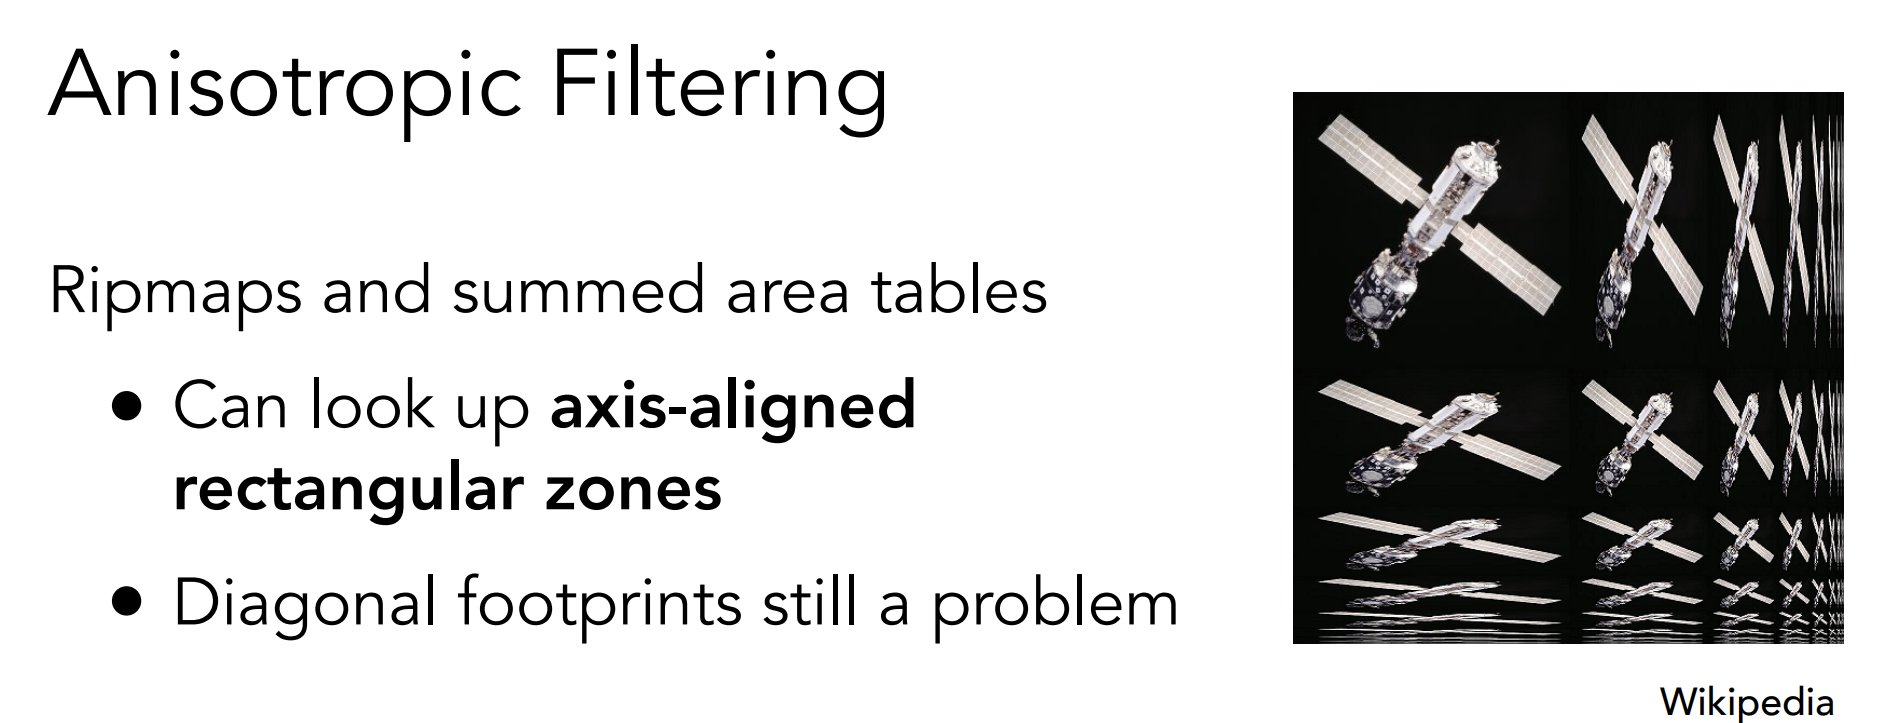 Anisotropic Filtering
Ripmaps and summed area tables
• Can look up axis-aligned
rectangular zones
• Diagonal footprints still a problem
Wikipedia